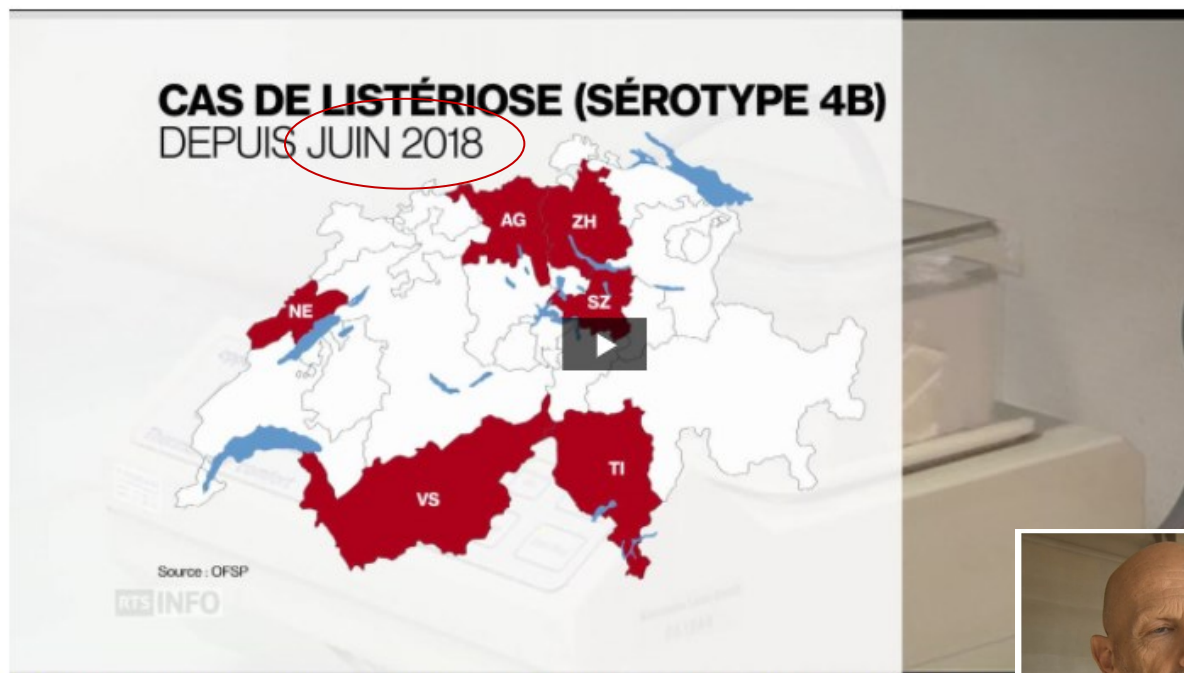 CAS DE LISTÉRIOSE (SÉROTYPE 4B)
DEPUIS JUIN 2018
AG
ZH
NE
SZ
VS
TI
Source : OFSP
RTS INFO